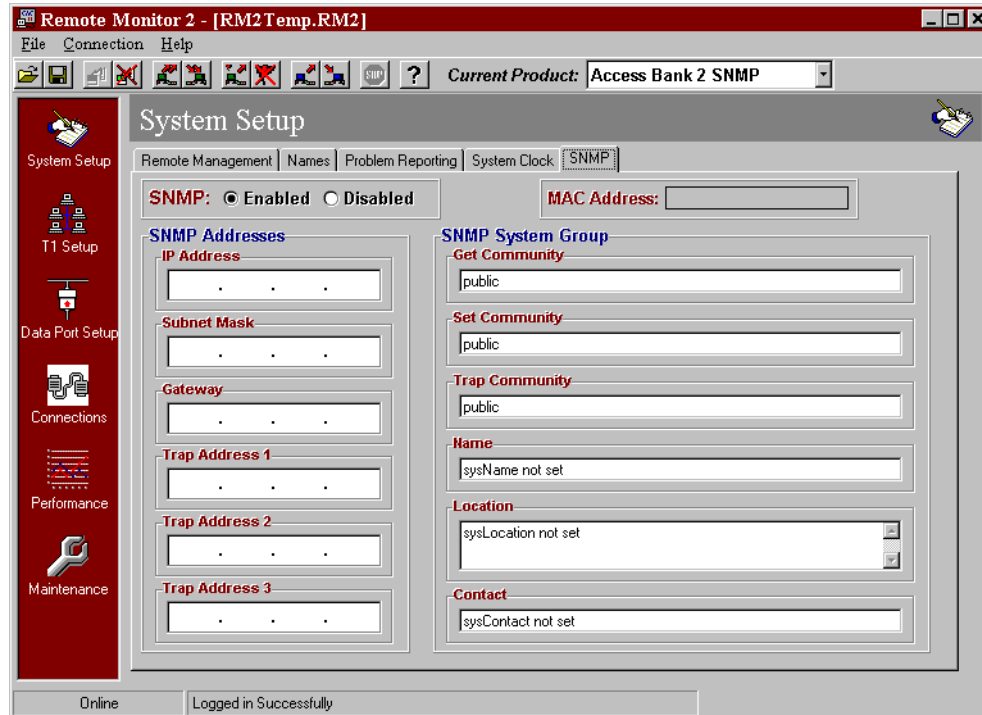 Remote Monitor 2 - [RM2Temp.RM2]
File Connection Help
STOP ? Current Product: Access Bank 2 SNMP
System Setup
System Setup
T1 Setup
Data Port Setup
Connections
Performance
Maintenance
Remote Management Names Problem Reporting System Clock SNMP
SNMP: Enabled Disabled
MAC Address:
SNMP Addresses
IP Address
. . .
Subnet Mask
. . .
Gateway
. . .
Trap Address 1
. . .
Trap Address 2
. . .
Trap Address 3
. . .
SNMP System Group
Get Community
public
Set Community
public
Trap Community
public
Name
sysName not set
Location
sysLocation not set
Contact
sysContact not set
Online Logged in Successfully